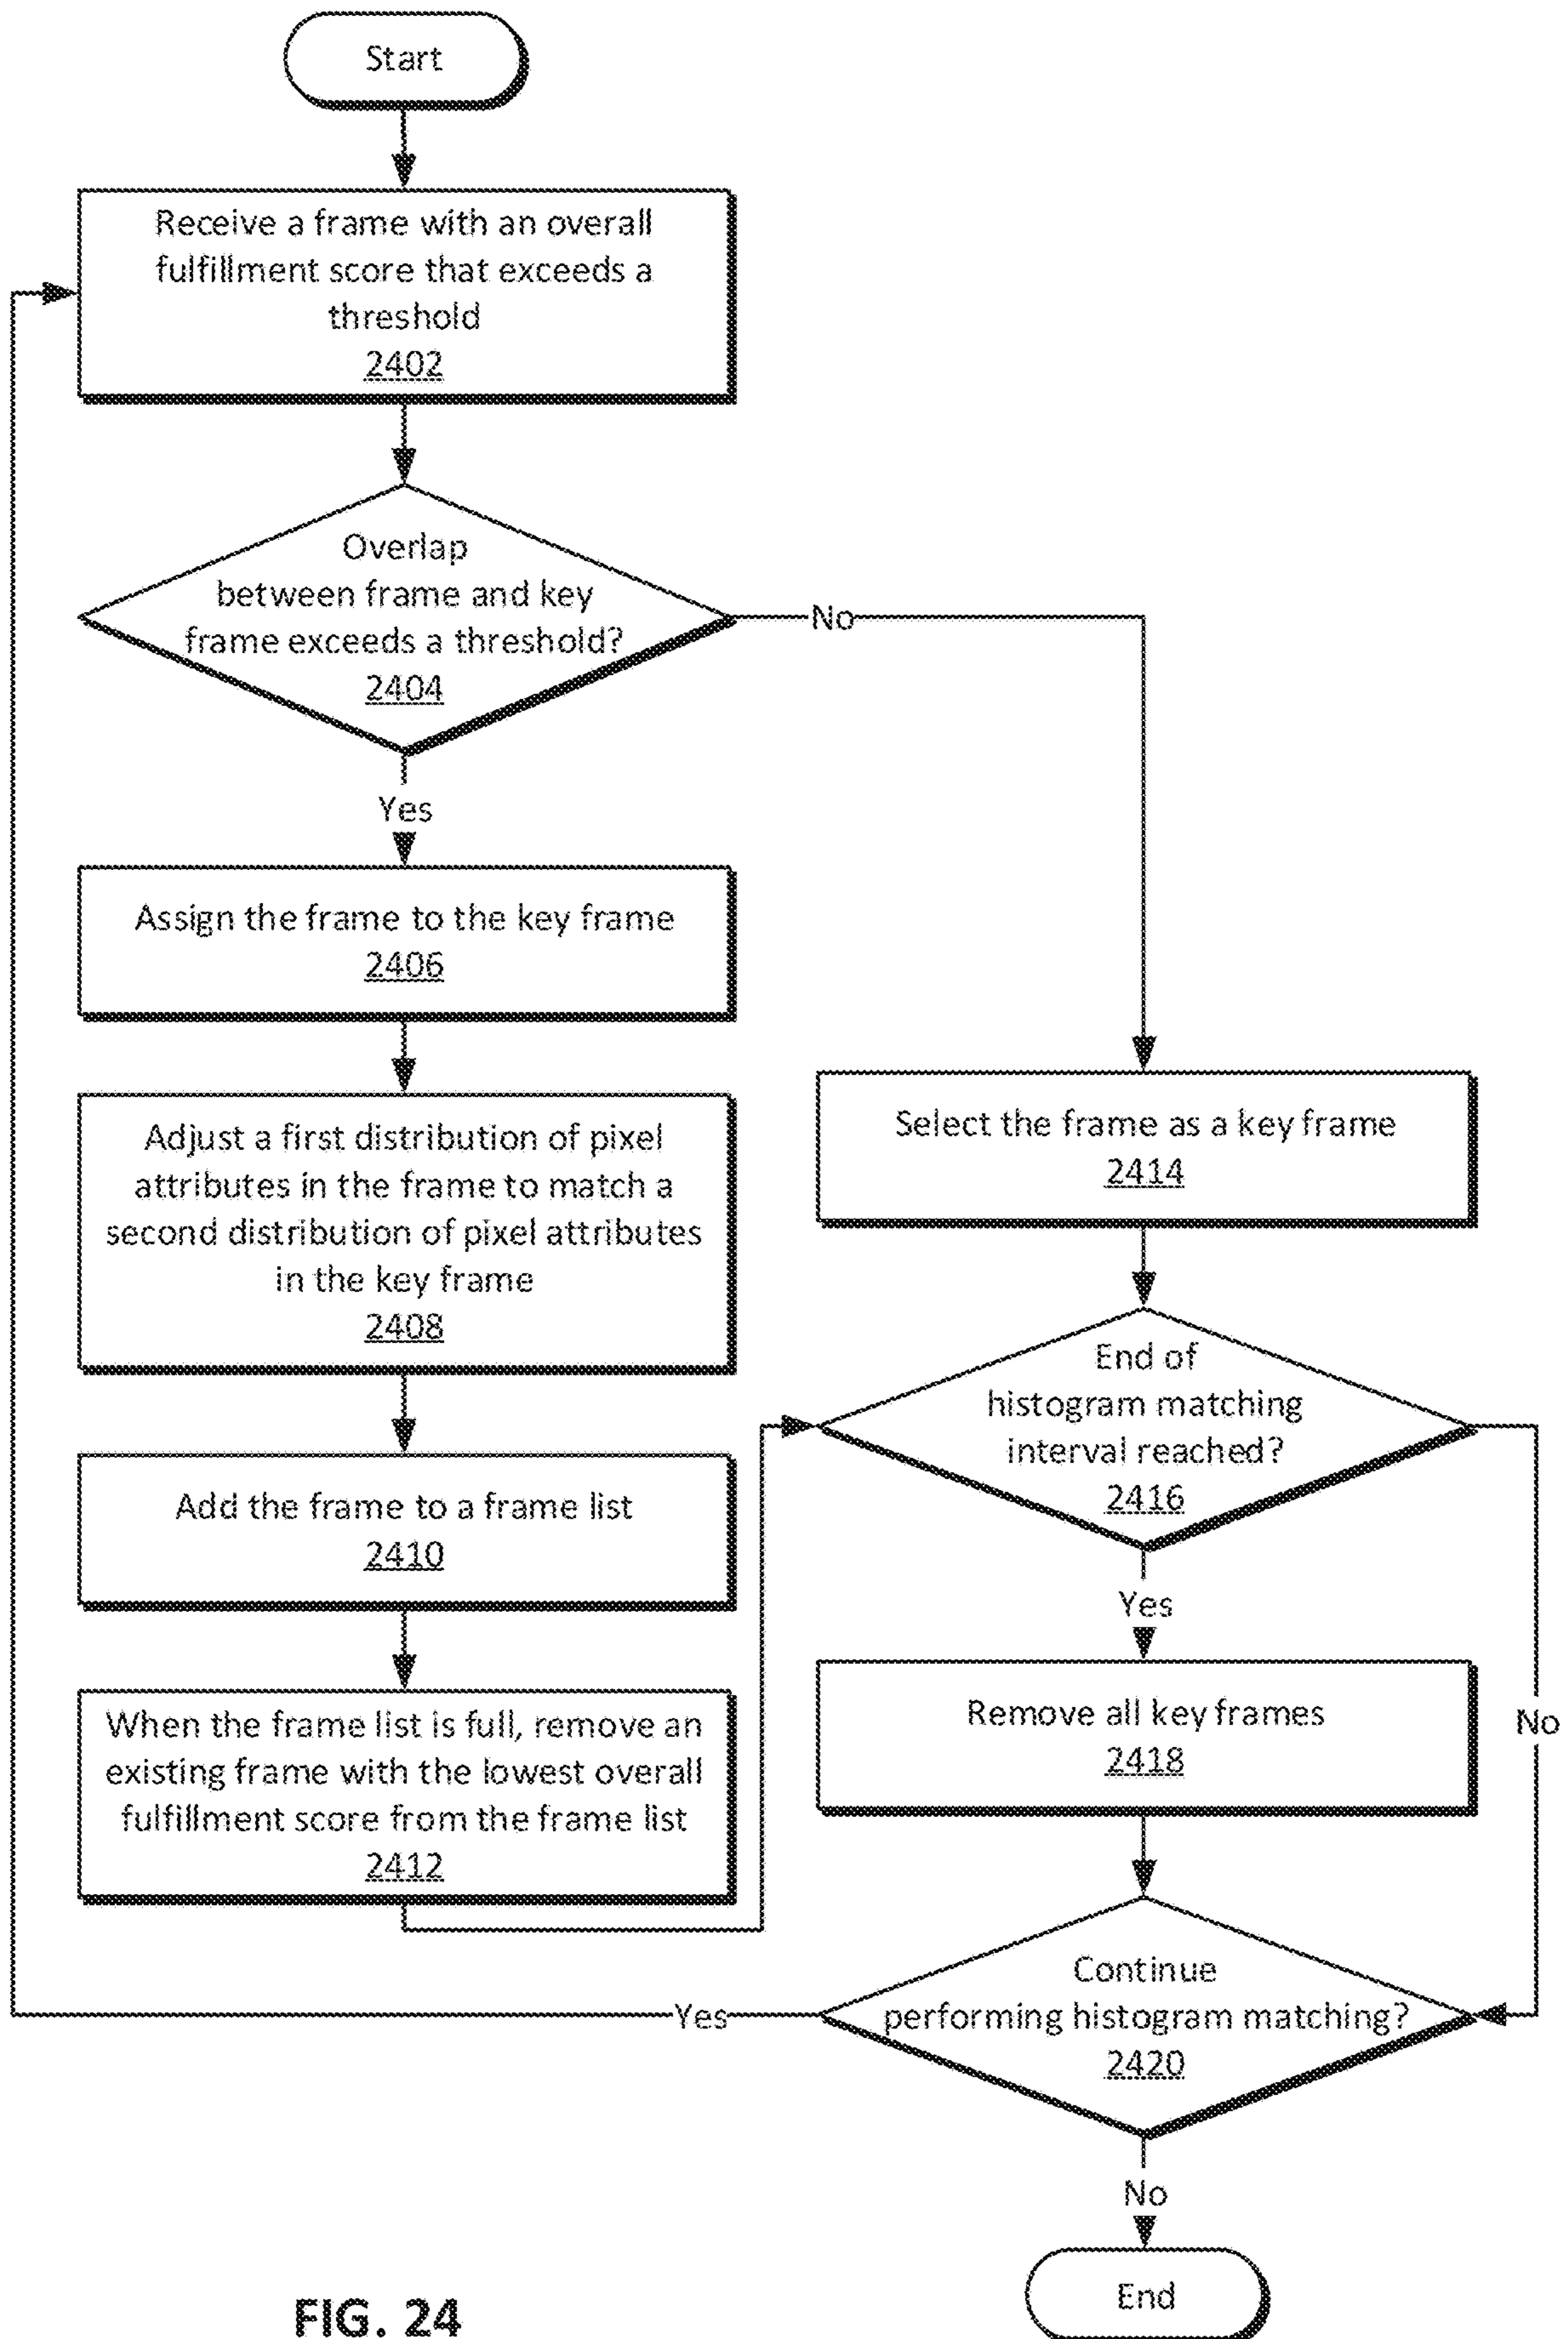 Start
Receive a frame with an overall
fulfillment score that exceeds a
threshold
2402
Overlap
between frame and key
frame exceeds a threshold?
2404
No
Yes
Assign the frame to the key frame
2406
Adjust a first distribution of pixel
attributes in the frame to match a
second distribution of pixel attributes
in the key frame
2408
Add the frame to a frame list
2410
When the frame list is full, remove an
existing frame with the lowest overall
fulfillment score from the frame list
2412
Select the frame as a key frame
2414
End of
histogram matching
interval reached?
2416
Yes
No
Remove all key frames
2418
Continue
performing histogram matching?
2420
Yes
No
End
FIG. 24